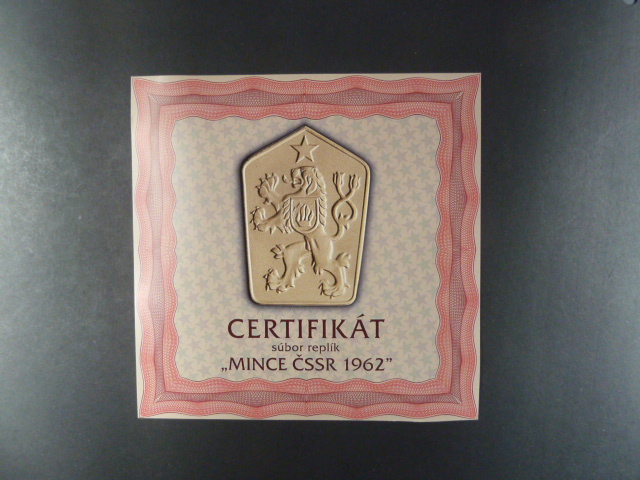 CERTIFIKÁT
súbor replík
„MINCE ČSSR 1962”